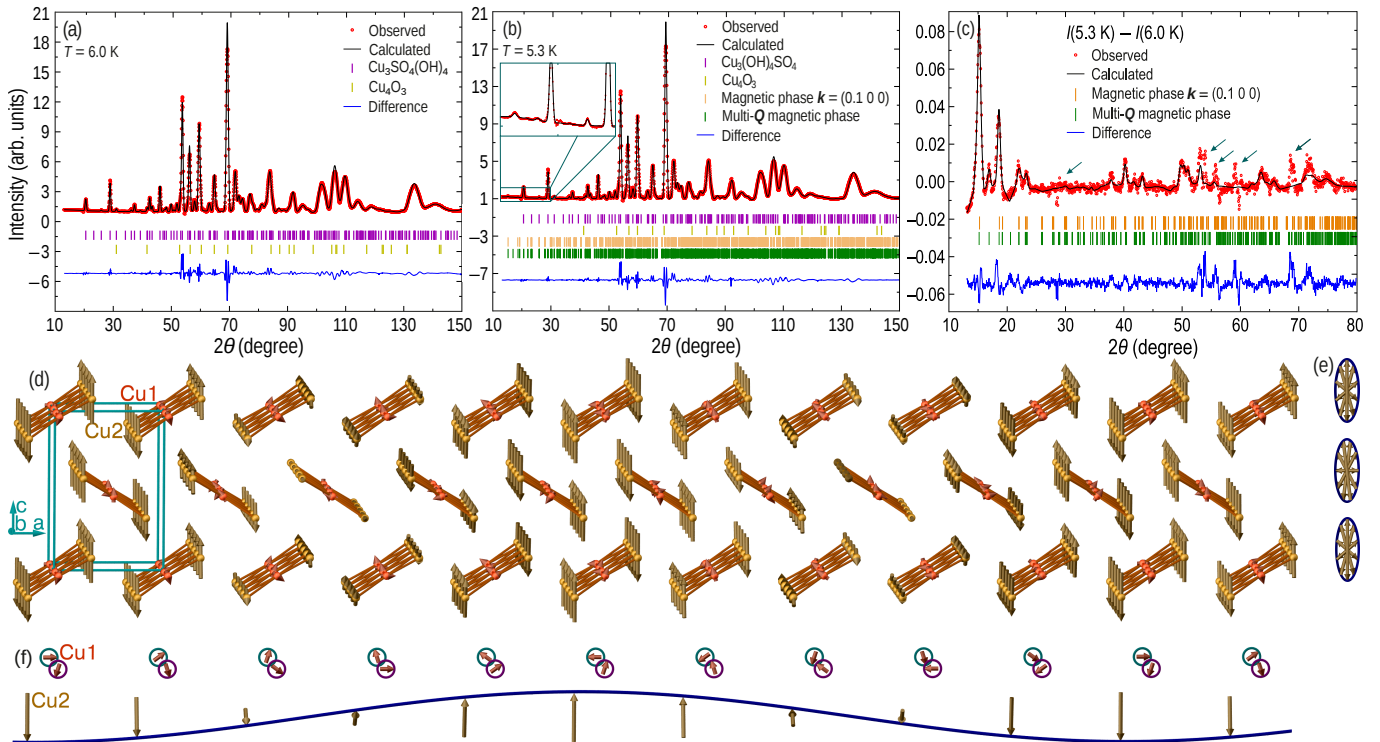 (a)
T = 6.0 K
Observed
Calculated
Cu₃SO₄(OH)₄
Cu₄O₃
Difference
Intensity (arb. units)
21
18
15
12
9
6
3
0
−3
−6
10 30 50 70 90 110 130 150
2θ (degree)
(b)
T = 5.3 K
Observed
Calculated
Cu₃(OH)₄SO₄
Cu₄O₃
Magnetic phase k = (0.1 0 0)
Multi-Q magnetic phase
Difference
21
17
13
9
5
1
−3
−7
10 30 50 70 90 110 130 150
2θ (degree)
(c)
I(5.3 K) − I(6.0 K)
Observed
Calculated
Magnetic phase k = (0.1 0 0)
Multi-Q magnetic phase
Difference
0.08
0.06
0.04
0.02
0.00
−0.02
−0.04
−0.06
10 20 30 40 50 60 70 80
2θ (degree)
(d)
Cu1
Cu2
c
b a
(e)
(f)
Cu1
Cu2